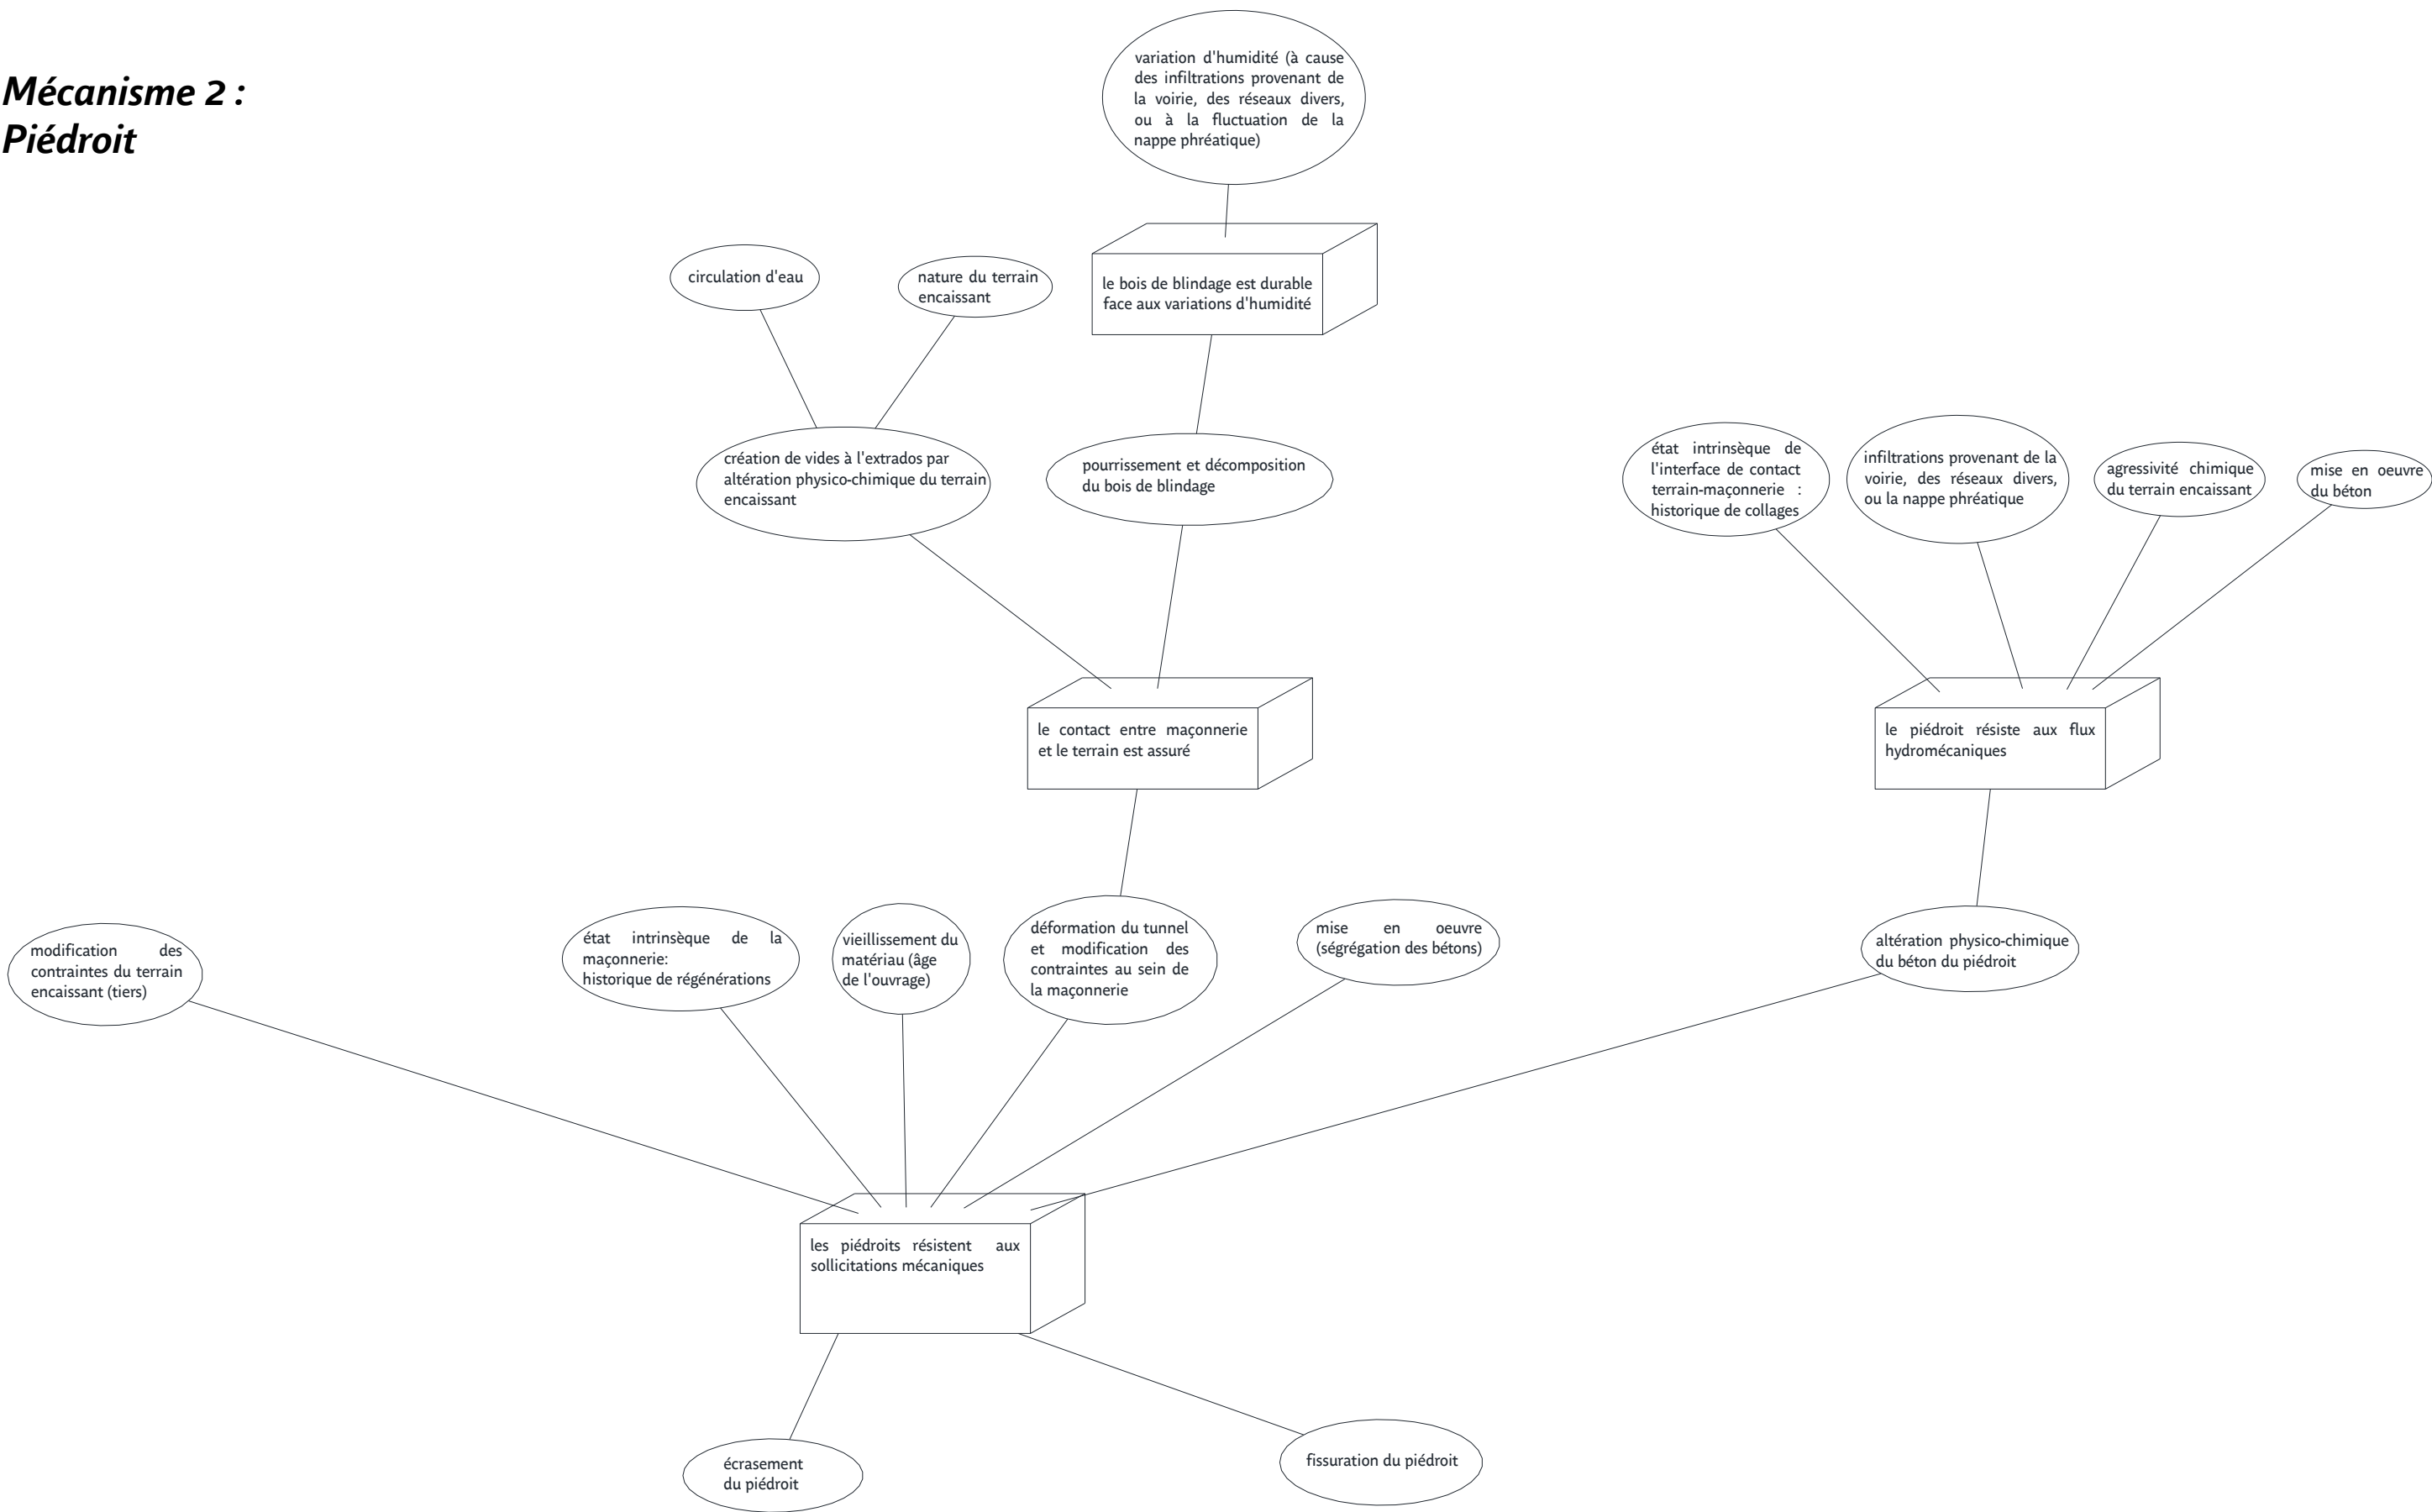 Mécanisme 2 :
Piédroit
variation d'humidité (à cause
des infiltrations provenant de
la voirie, des réseaux divers,
ou à la fluctuation de la
nappe phréatique)
circulation d'eau
nature du terrain
encaissant
le bois de blindage est durable
face aux variations d'humidité
création de vides à l'extrados par
altération physico-chimique du terrain
encaissant
pourrissement et décomposition
du bois de blindage
état intrinsèque de
l'interface de contact
terrain-maçonnerie :
historique de collages
infiltrations provenant de la
voirie, des réseaux divers,
ou la nappe phréatique
agressivité chimique
du terrain encaissant
mise en oeuvre
du béton
le contact entre maçonnerie
et le terrain est assuré
le piédroit résiste aux flux
hydromécaniques
modification des
contraintes du terrain
encaissant (tiers)
état intrinsèque de la
maçonnerie:
historique de régénérations
vieillissement du
matériau (âge
de l'ouvrage)
déformation du tunnel
et modification des
contraintes au sein de
la maçonnerie
mise en oeuvre
(ségrégation des bétons)
altération physico-chimique
du béton du piédroit
les piédroits résistent aux
sollicitations mécaniques
écrasement
du piédroit
fissuration du piédroit